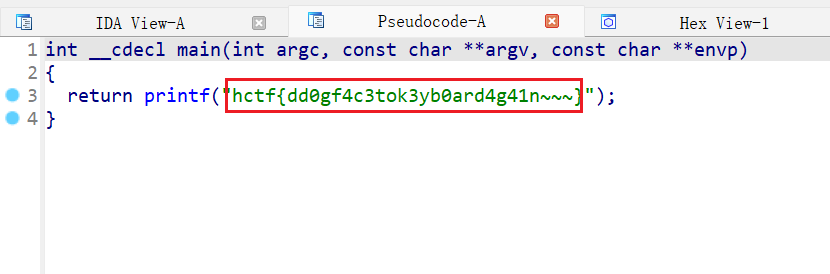 IDA View-A Pseudocode-A Hex View-1
1 int __cdecl main(int argc, const char **argv, const char **envp)
2 {
3 return printf("hctf{dd0gf4c3tok3yb0ard4g41n~~~}");
4 }